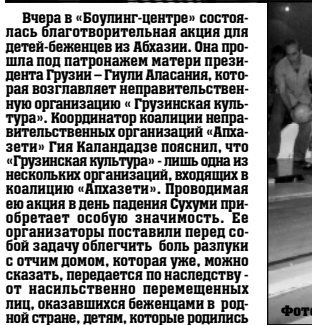 Вчера в «Боулинг-центре» состоя-
лась благотворительная акция для
детей-беженцев из Абхазии. Она про-
шла под патронажем матери прези-
дента Грузии – Гиули Аласания, кото-
рая возглавляет неправительствен-
ную организацию « Грузинская куль-
тура». Координатор коалиции непра-
вительственных организаций «Апха-
зети» Гия Каландадзе пояснил, что
«Грузинская культура» - лишь одна из
нескольких организаций, входящих в
коалицию «Апхазети». Проводимая
ею акция в день падения Сухуми при-
обретает особую значимость. Ее
организаторы поставили перед со-
бой задачу облегчить боль разлуки
с отчим домом, которая уже, можно
сказать, передается по наследству -
от насильственно перемещенных
лиц, оказавшихся беженцами в род-
ной стране, детям, которые родились
Фото